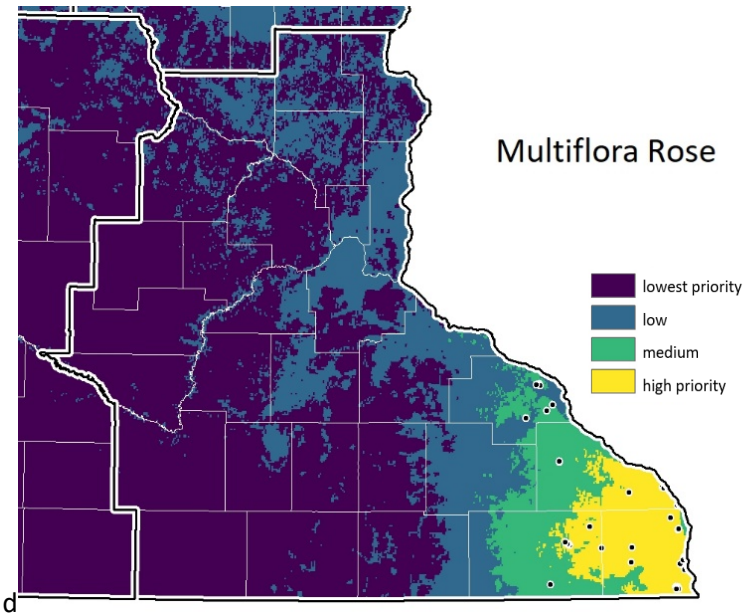 Multiflora Rose
lowest priority
low
medium
high priority
d